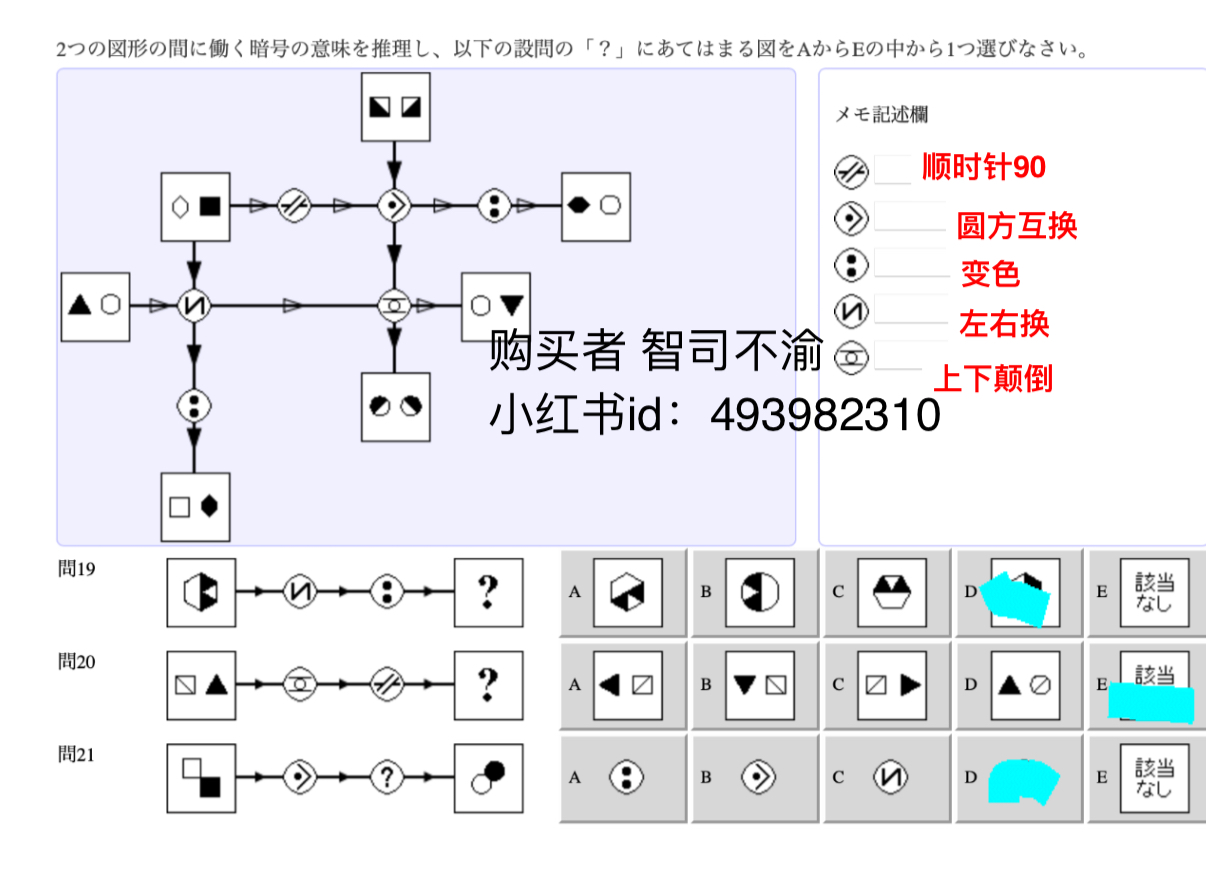 2つの図形の間に働く暗号の意味を推理し、以下の設問の「？」にあてはまる図をAからEの中から1つ選びなさい。
メモ記述欄
顺时针90
圆方互换
变色
左右换
上下颠倒
购买者 智司不渝
小红书id：493982310
問19
?
A
B
C
D
E
該当
なし
問20
?
A
B
C
D
E
該当
問21
?
?
A
B
C
D
E
該当
なし